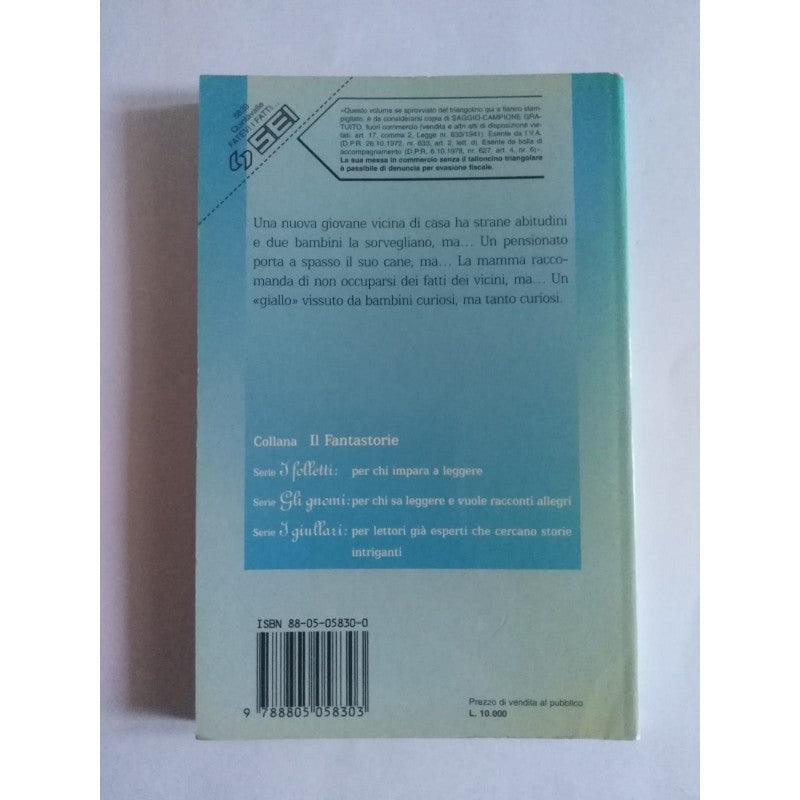 5830
Quintavalle
FATEVI I FATTI...
SEI
«Questo volume se sprovvisto del triangolino qui a fianco stam-
pigliato, è da considerarsi copia di SAGGIO-CAMPIONE GRA-
TUITO, fuori commercio (vendita e altri atti di disposizione vie-
tati: art. 17, comma 2, Legge nr. 633/1941). Esente da I.V.A.
(D.P.R. 26.10.1972, nr. 633, art. 2, lett. d). Esente da bolla di
accompagnamento (D.P.R. 6.10.1978, nr. 627, art. 4, nr. 6)».
La sua messa in commercio senza il talloncino triangolare
è passibile di denuncia per evasione fiscale.
Una nuova giovane vicina di casa ha strane abitudini
e due bambini la sorvegliano, ma... Un pensionato
porta a spasso il suo cane, ma... La mamma racco-
manda di non occuparsi dei fatti dei vicini, ma... Un
«giallo» vissuto da bambini curiosi, ma tanto curiosi.
Collana Il Fantastorie
Serie I folletti: per chi impara a leggere
Serie Gli gnomi: per chi sa leggere e vuole racconti allegri
Serie I giullari: per lettori già esperti che cercano storie
intriganti
ISBN 88-05-05830-0
9 788805 058303
Prezzo di vendita al pubblico
L. 10.000